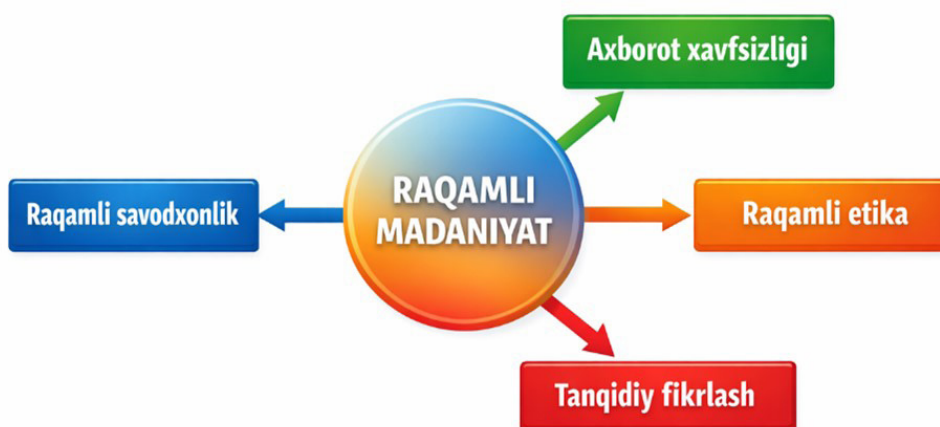 Axborot xavfsizligi
Raqamli savodxonlik
RAQAMLI
MADANIYAT
Raqamli etika
Tanqidiy fikrlash